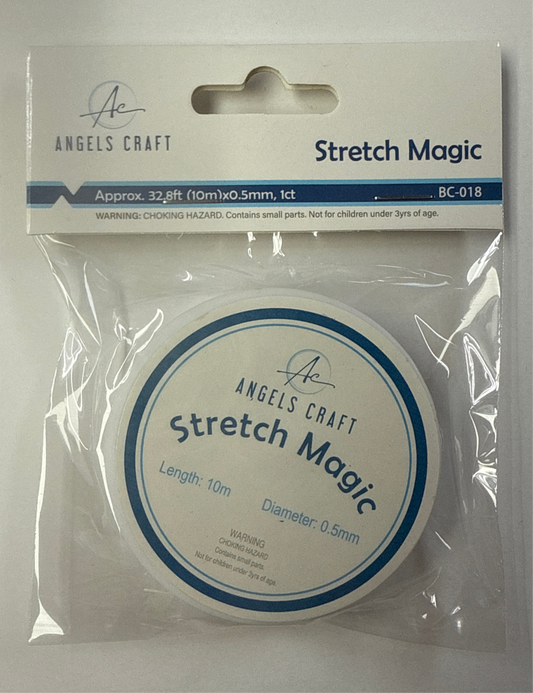 Ac
ANGELS CRAFT
Stretch Magic
Approx. 32.8ft (10m)x0.5mm, 1ct
BC-018
WARNING: CHOKING HAZARD. Contains small parts. Not for children under 3yrs of age.
Ac
ANGELS CRAFT
Stretch Magic
Length: 10m
Diameter: 0.5mm
WARNING
CHOKING HAZARD
Contains small parts.
Not for children under 3yrs of age.